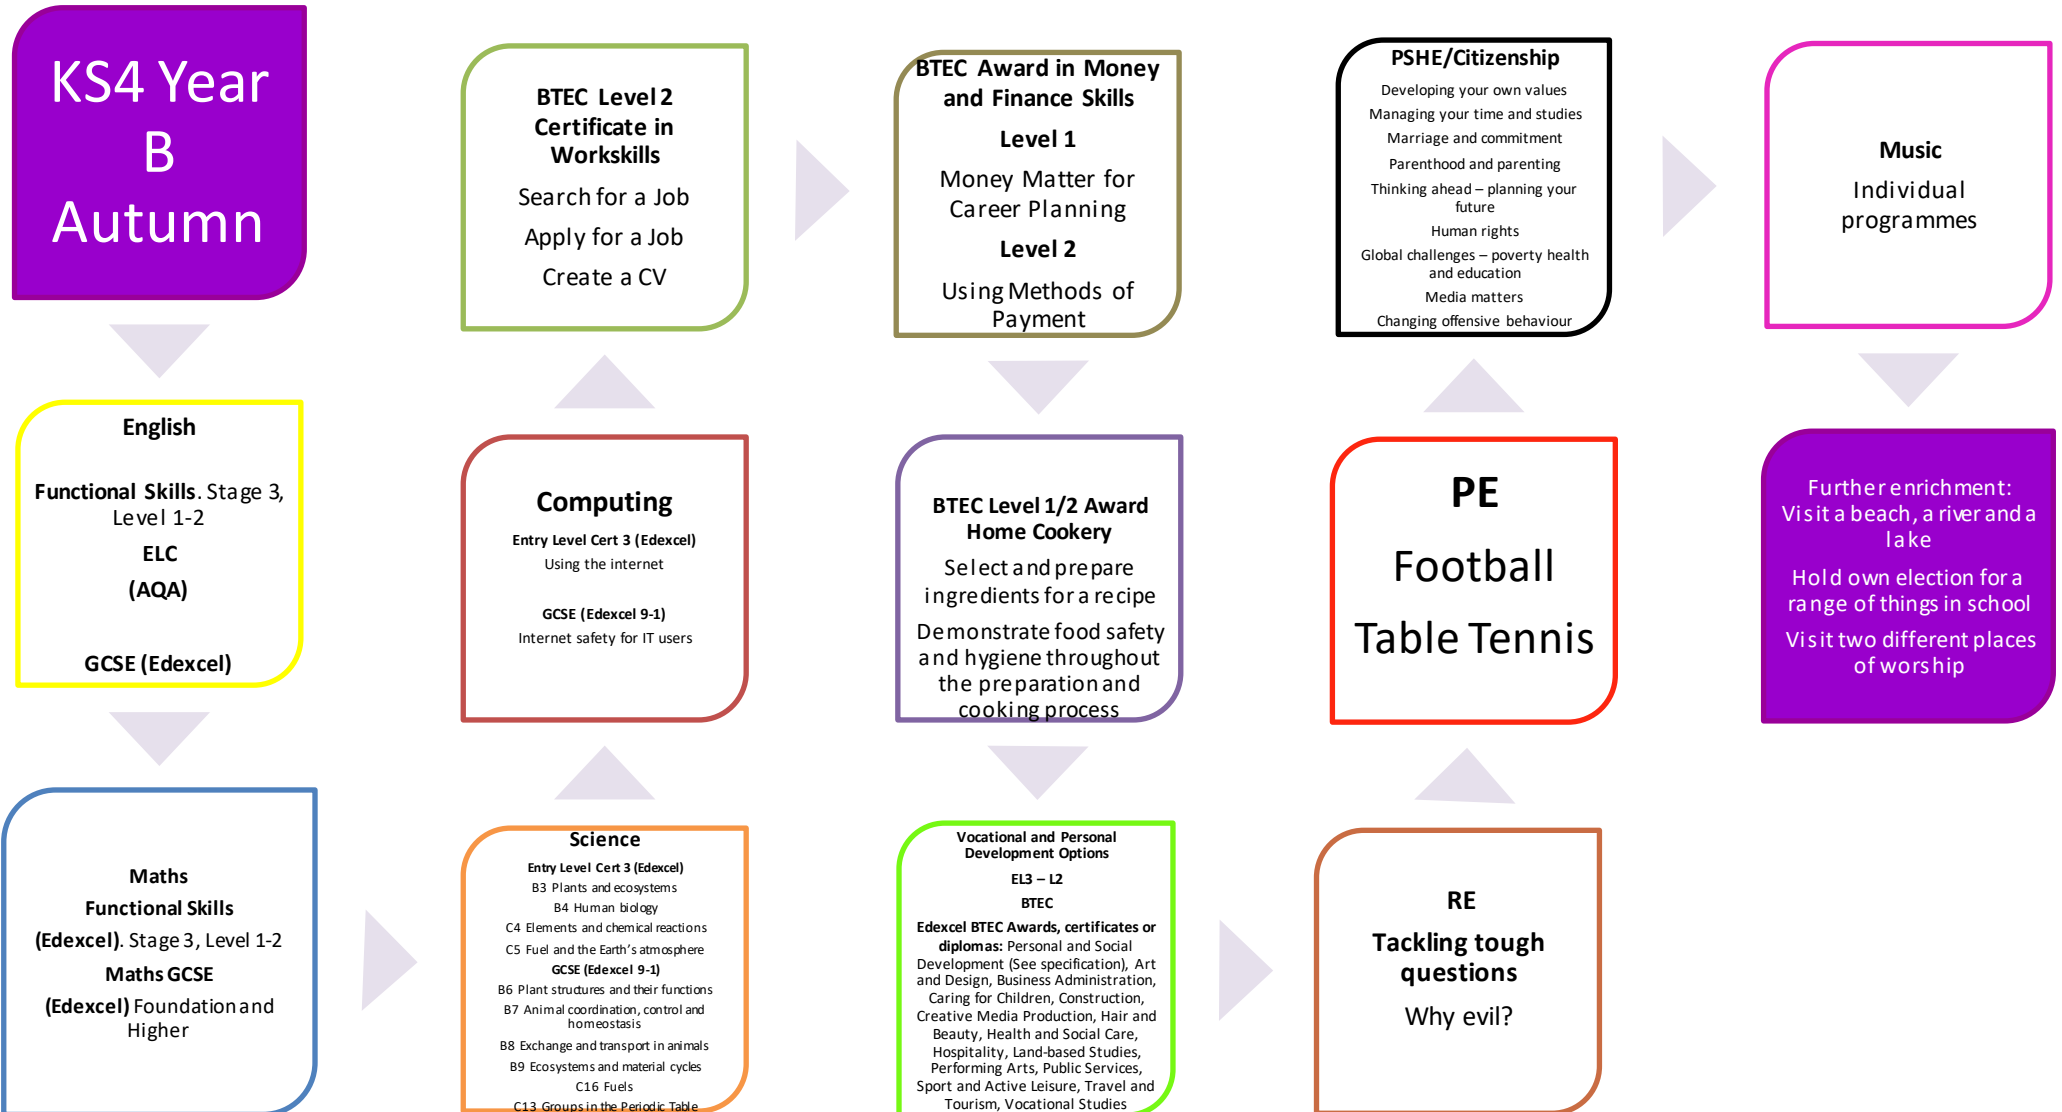 KS4 Year
B
Autumn
English
Functional Skills. Stage 3,
Level 1-2
ELC
(AQA)
GCSE (Edexcel)
Maths
Functional Skills
(Edexcel). Stage 3, Level 1-2
Maths GCSE
(Edexcel) Foundation and
Higher
Science
Entry Level Cert 3 (Edexcel)
B3 Plants and ecosystems
B4 Human biology
C4 Elements and chemical reactions
C5 Fuel and the Earth's atmosphere
GCSE (Edexcel 9-1)
B6 Plant structures and their functions
B7 Animal coordination, control and
homeostasis
B8 Exchange and transport in animals
B9 Ecosystems and material cycles
C16 Fuels
C13 Groups in the Periodic Table
Computing
Entry Level Cert 3 (Edexcel)
Using the internet
GCSE (Edexcel 9-1)
Internet safety for IT users
BTEC Level 2
Certificate in
Workskills
Search for a Job
Apply for a Job
Create a CV
BTEC Award in Money
and Finance Skills
Level 1
Money Matter for
Career Planning
Level 2
Using Methods of
Payment
BTEC Level 1/2 Award
Home Cookery
Select and prepare
ingredients for a recipe
Demonstrate food safety
and hygiene throughout
the preparation and
cooking process
Vocational and Personal
Development Options
EL3 – L2
BTEC
Edexcel BTEC Awards, certificates or
diplomas: Personal and Social
Development (See specification), Art
and Design, Business Administration,
Caring for Children, Construction,
Creative Media Production, Hair and
Beauty, Health and Social Care,
Hospitality, Land-based Studies,
Performing Arts, Public Services,
Sport and Active Leisure, Travel and
Tourism, Vocational Studies
RE
Tackling tough
questions
Why evil?
PE
Football
Table Tennis
PSHE/Citizenship
Developing your own values
Managing your time and studies
Marriage and commitment
Parenthood and parenting
Thinking ahead – planning your
future
Human rights
Global challenges – poverty health
and education
Media matters
Changing offensive behaviour
Music
Individual
programmes
Further enrichment:
Visit a beach, a river and a
lake
Hold own election for a
range of things in school
Visit two different places
of worship